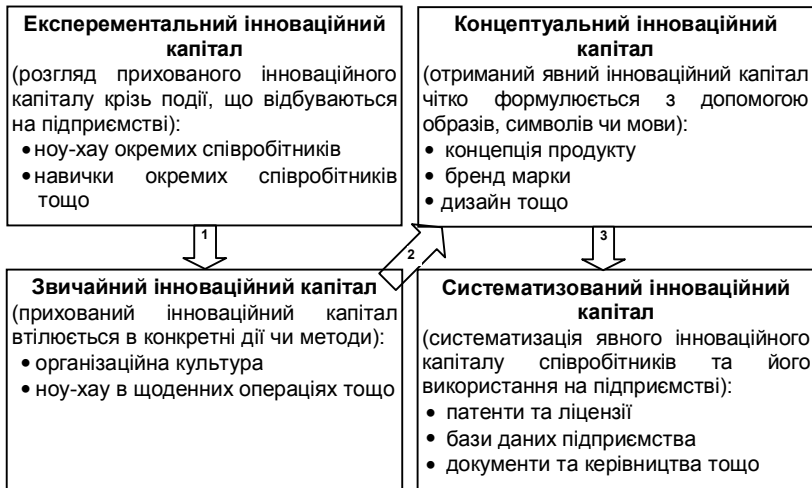 Експерементальний інноваційний
капітал
(розгляд прихованого інноваційного
капіталу крізь події, що відбуваються
на підприємстві):
• ноу-хау окремих співробітників
• навички окремих співробітників
тощо
1
Звичайний інноваційний капітал
(прихований інноваційний капітал
втілюється в конкретні дії чи методи):
• організаційна культура
• ноу-хау в щоденних операціях тощо
2
Концептуальний інноваційний
капітал
(отриманий явний інноваційний капітал
чітко формулюється з допомогою
образів, символів чи мови):
• концепція продукту
• бренд марки
• дизайн тощо
3
Систематизований інноваційний
капітал
(систематизація явного інноваційного
капіталу співробітників та його
використання на підприємстві):
• патенти та ліцензії
• бази даних підприємства
• документи та керівництва тощо